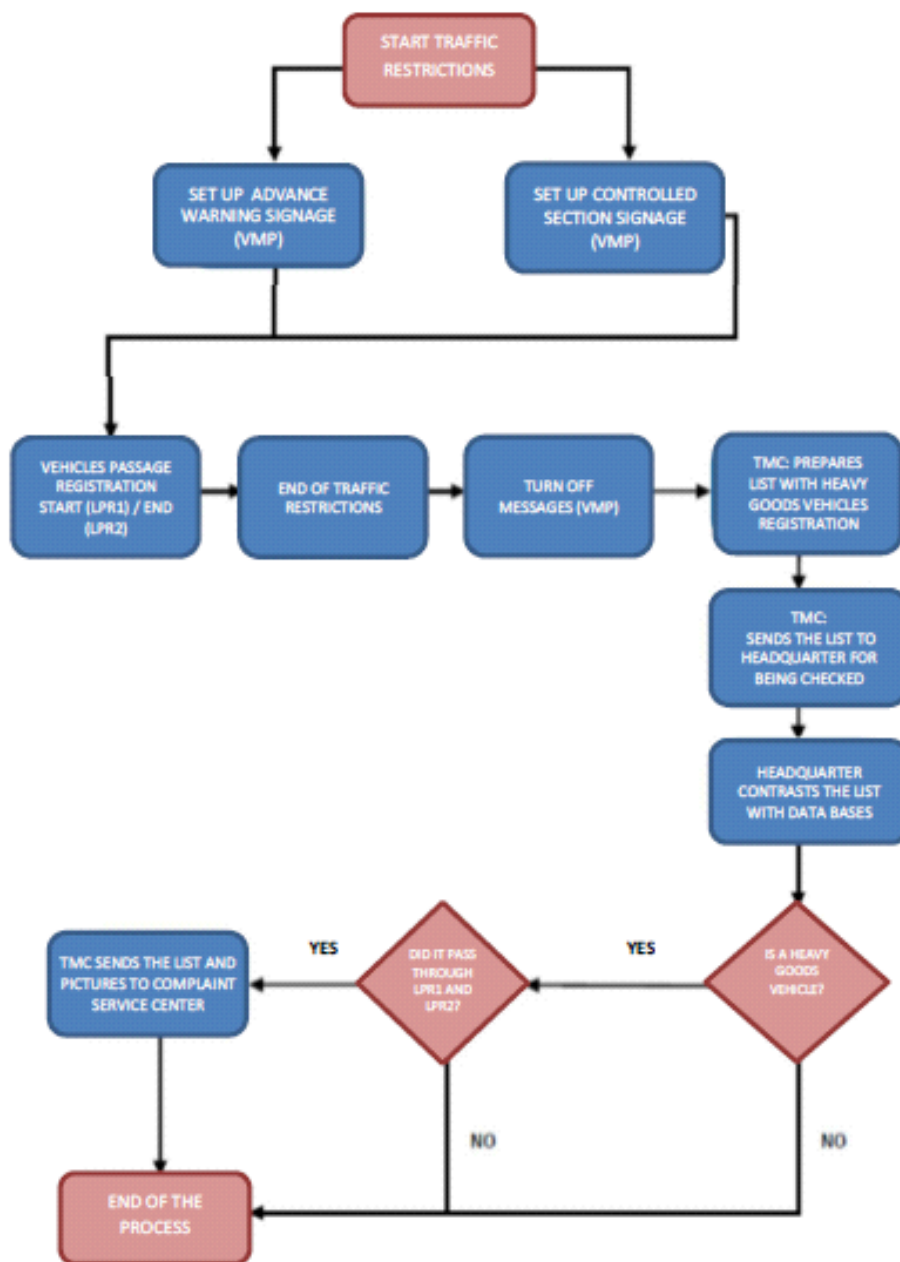 START TRAFFIC
RESTRICTIONS
SET UP ADVANCE
WARNING SIGNAGE
(VMP)
SET UP CONTROLLED
SECTION SIGNAGE
(VMP)
VEHICLES PASSAGE
REGISTRATION
START (LPR1) / END
(LPR2)
END OF TRAFFIC
RESTRICTIONS
TURN OFF
MESSAGES (VMP)
TMC: PREPARES
LIST WITH HEAVY
GOODS VEHICLES
REGISTRATION
TMC:
SENDS THE LIST TO
HEADQUARTER FOR
BEING CHECKED
HEADQUARTER
CONTRASTS THE LIST
WITH DATA BASES
IS A HEAVY
GOODS
VEHICLE?
YES
DID IT PASS
THROUGH
LPR1 AND
LPR2?
YES
TMC SENDS THE LIST AND
PICTURES TO COMPLAINT
SERVICE CENTER
NO
NO
END OF THE
PROCESS